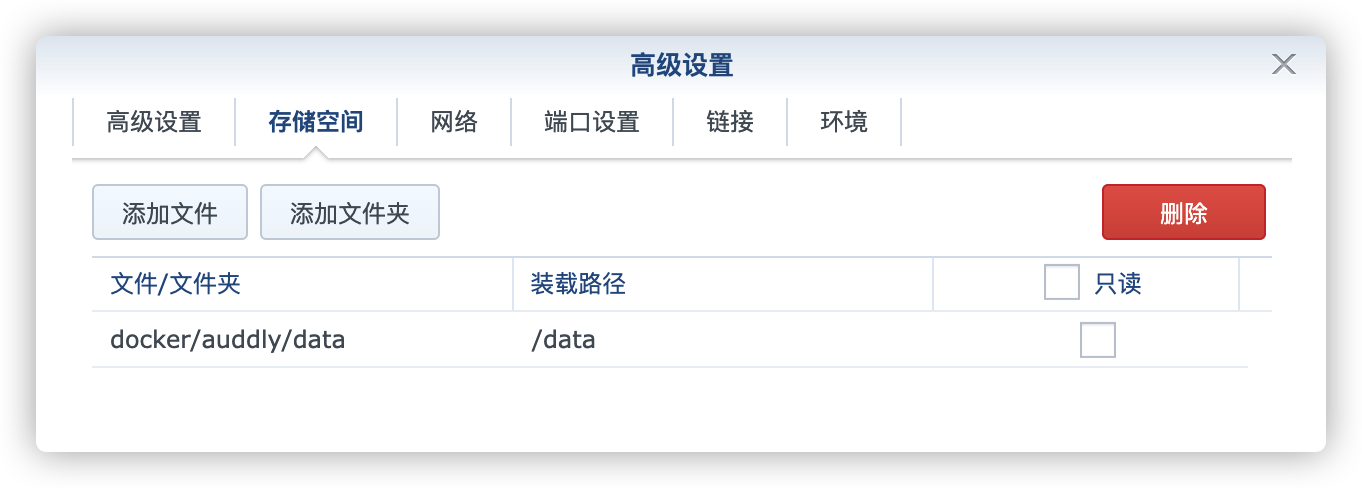 高级设置
高级设置 存储空间 网络 端口设置 链接 环境
添加文件 添加文件夹 删除
文件/文件夹 装载路径 只读
docker/auddly/data /data